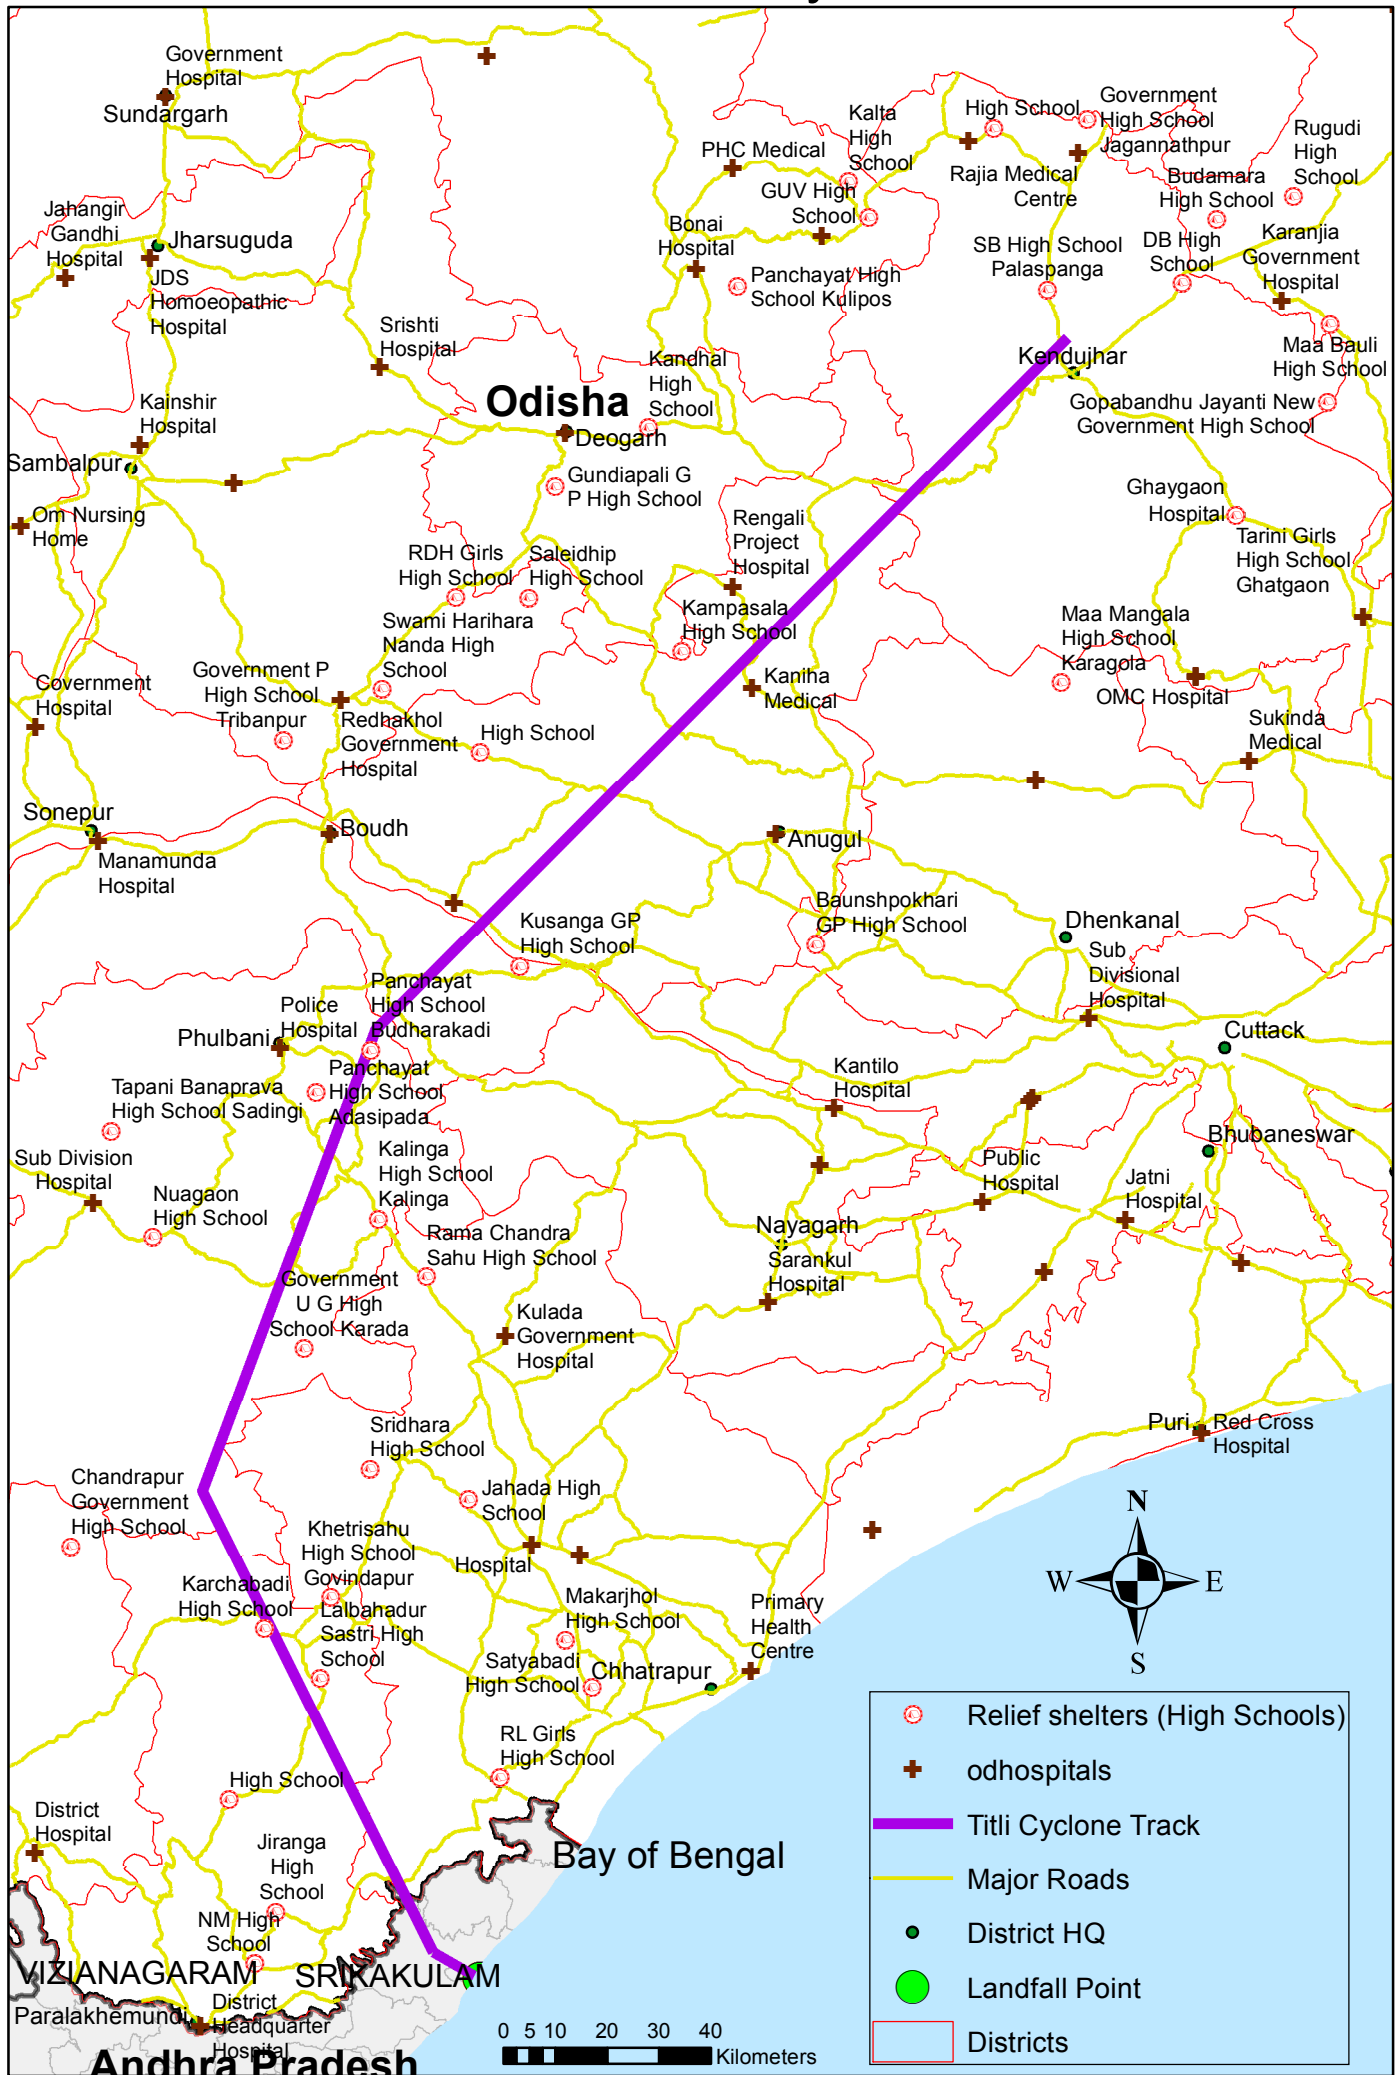 Government
Hospital
Sundargarh
Kalta
High
School
High School
Government
High School
Jagannathpur
Rugudi
High
School
PHC Medical
GUV High
School
Rajia Medical
Centre
Budamara
High School
Jahangir
Gandhi
Hospital
Jharsuguda
JDS
Homoeopathic
Hospital
Bonai
Hospital
Panchayat High
School Kulipos
SB High School
Palaspanga
DB High
School
Karanjia
Government
Hospital
Srishti
Hospital
Kandhal
High
School
Kendujhar
Maa Bauli
High School
Odisha
Deogarh
Gopabandhu Jayanti New
Government High School
Kainshir
Hospital
Sambalpur
Gundiapali G
P High School
Om Nursing
Home
Rengali
Project
Hospital
Ghaygaon
Hospital
Tarini Girls
High School
Ghatgaon
RDH Girls
High School
Saleidhip
High School
Kampasala
High School
Swami Harihara
Nanda High
School
Maa Mangala
High School
Karagola
OMC Hospital
Government P
High School
Tribanpur
Government
Hospital
Kaniha
Medical
Redhakhol
Government
Hospital
High School
Sukinda
Medical
Sonepur
Manamunda
Hospital
Boudh
Anugul
Baunshpokhari
GP High School
Kusanga GP
High School
Dhenkanal
Sub
Divisional
Hospital
Panchayat
High School
Budharakadi
Police
Hospital
Phulbani
Cuttack
Panchayat
High School
Adasipada
Tapani Banaprava
High School Sadingi
Kantilo
Hospital
Bhubaneswar
Sub Division
Hospital
Kalinga
High School
Kalinga
Public
Hospital
Jatni
Hospital
Nuagaon
High School
Rama Chandra
Sahu High School
Nayagarh
Sarankul
Hospital
Government
U G High
School Karada
Kulada
Government
Hospital
Sridhara
High School
Puri
Red Cross
Hospital
Chandrapur
Government
High School
Jahada High
School
Khetrisahu
High School
Govindapur
Hospital
N
W
E
S
Karchabadi
High School
Lalbahadur
Sastri High
School
Makarjhol
High School
Primary
Health
Centre
Satyabadi
High School
Chhatrapur
RL Girls
High School
High School
District
Hospital
Jiranga
High
School
Bay of Bengal
NM High
School
VIZIANAGARAM
SRIKAKULAM
Paralakhemundi
District
Headquarter
Hospital
Andhra Pradesh
0 5 10 20 30 40
Kilometers
Relief shelters (High Schools)
odhospitals
Titli Cyclone Track
Major Roads
District HQ
Landfall Point
Districts